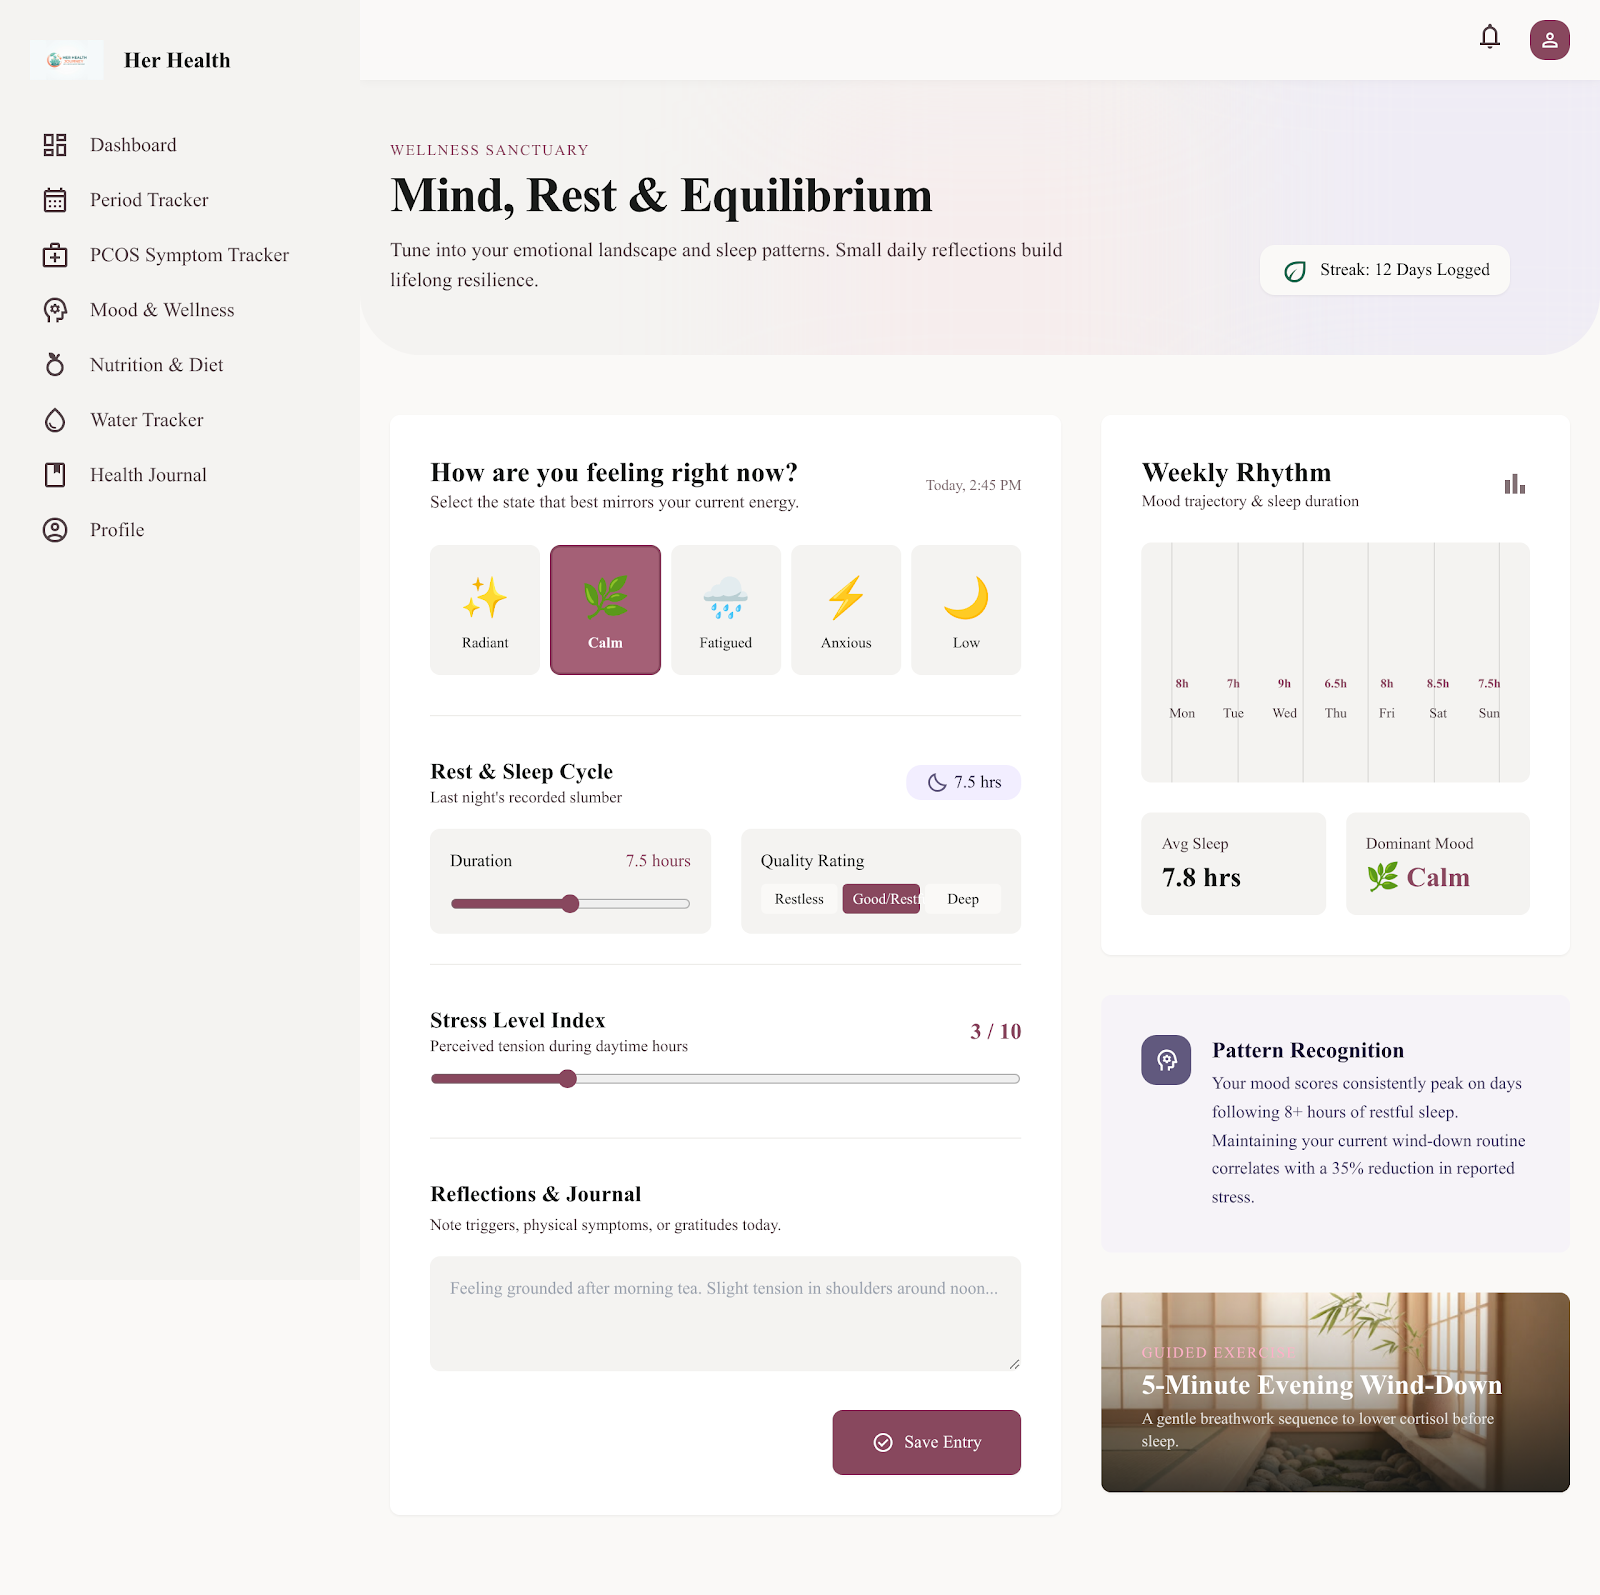 HER HEALTH
JOURNEY
Her Health
Dashboard
Period Tracker
PCOS Symptom Tracker
Mood & Wellness
Nutrition & Diet
Water Tracker
Health Journal
Profile
WELLNESS SANCTUARY
Mind, Rest & Equilibrium
Tune into your emotional landscape and sleep patterns. Small daily reflections build
lifelong resilience.
Streak: 12 Days Logged
How are you feeling right now?
Select the state that best mirrors your current energy.
Today, 2:45 PM
Radiant
Calm
Fatigued
Anxious
Low
Rest & Sleep Cycle
Last night's recorded slumber
7.5 hrs
Duration
7.5 hours
Quality Rating
Restless
Good/Restf
Deep
Stress Level Index
Perceived tension during daytime hours
3 / 10
Reflections & Journal
Note triggers, physical symptoms, or gratitudes today.
Feeling grounded after morning tea. Slight tension in shoulders around noon...
Save Entry
Weekly Rhythm
Mood trajectory & sleep duration
8h 7h 9h 6.5h 8h 8.5h 7.5h
Mon Tue Wed Thu Fri Sat Sun
Avg Sleep
7.8 hrs
Dominant Mood
Calm
Pattern Recognition
Your mood scores consistently peak on days
following 8+ hours of restful sleep.
Maintaining your current wind-down routine
correlates with a 35% reduction in reported
stress.
GUIDED EXERCISE
5-Minute Evening Wind-Down
A gentle breathwork sequence to lower cortisol before
sleep.